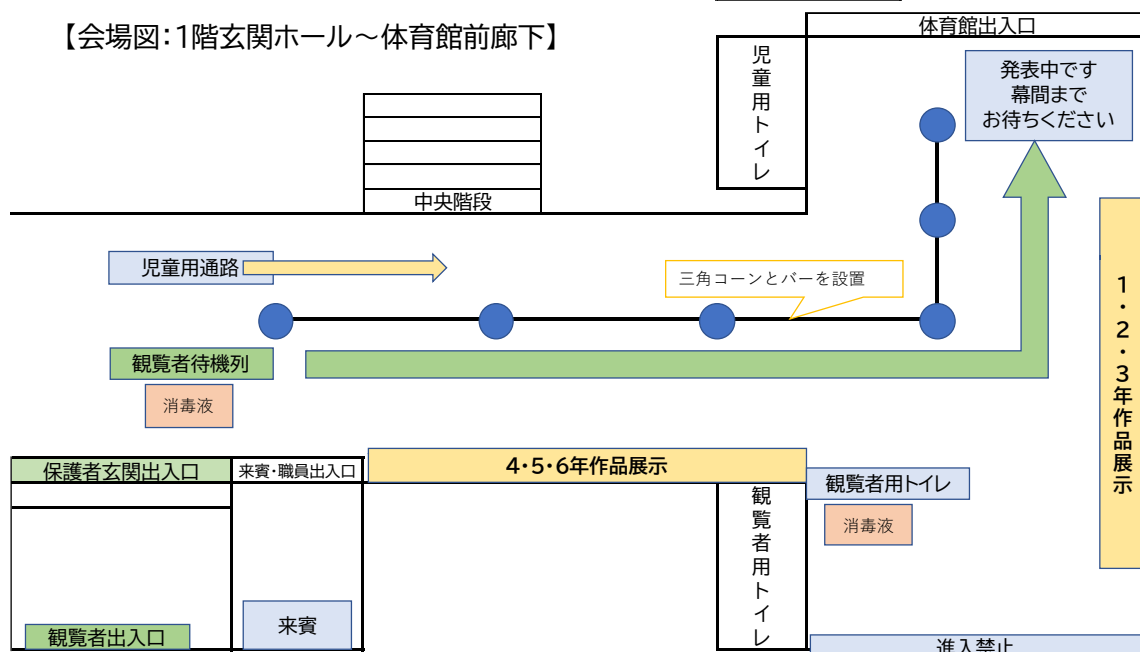 【会場図:1階玄関ホール～体育館前廊下】
体育館出入口
児童用トイレ
発表中です
幕間まで
お待ちください
中央階段
児童用通路
三角コーンとバーを設置
1・2・3年作品展示
観覧者待機列
消毒液
保護者玄関出入口
来賓・職員出入口
4・5・6年作品展示
観覧者用トイレ
観覧者用トイレ
消毒液
観覧者出入口
来賓
進入禁止